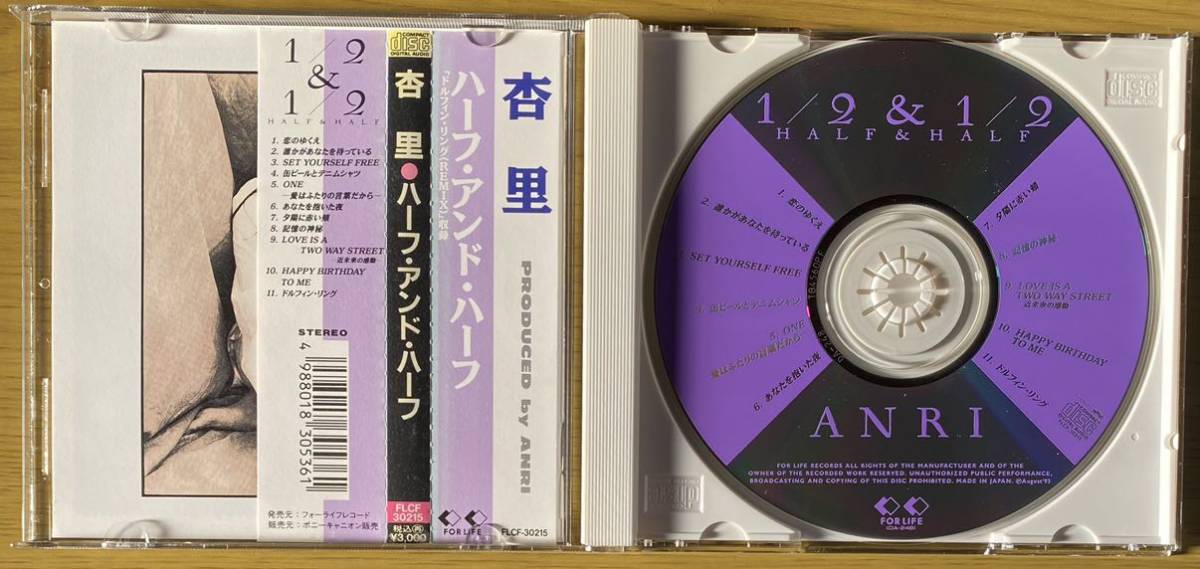 1/2
&
1/2
HALF & HALF
1. 恋のゆくえ
2. 誰かがあなたを待っている
3. SET YOURSELF FREE
4. 缶ビールとデニムシャツ
5. ONE
—愛はふたりの言葉だから—
6. あなたを抱いた夜
7. 夕陽に赤い頬
8. 記憶の神秘
9. LOVE IS A
TWO WAY STREET
近未来の感動
10. HAPPY BIRTHDAY
TO ME
11. ドルフィン・リング
STEREO
4 988018 305361
発売元:フォーライフレコード
販売元:ポニーキャニオン販売
COMPACT
disc
DIGITAL AUDIO
杏里●ハーフ・アンド・ハーフ
FLCF
30215
税込
¥3,000
ハーフ・アンド・ハーフ
「ドルフィン・リング(REMIX)」収録
FOR LIFE
杏里
PRODUCED by ANRI
FLCF-30215
1/2 & 1/2
HALF & HALF
1. 恋のゆくえ
2. 誰かがあなたを待っている
3. SET YOURSELF FREE
4. 缶ビールとデニムシャツ
5. ONE
愛はふたりの言葉だから
6. あなたを抱いた夜
7. 夕陽に赤い頬
8. 記憶の神秘
9. LOVE IS A
TWO WAY STREET
近未来の感動
10. HAPPY BIRTHDAY
TO ME
11. ドルフィン・リング
DA-248
ANRI
FOR LIFE RECORDS ALL RIGHTS OF THE MANUFACTURER AND OF THE
OWNER OF THE RECORDED WORK RESERVED. UNAUTHORIZED PUBLIC PERFORMANCE,
BROADCASTING AND COPYING OF THIS DISC PROHIBITED. MADE IN JAPAN. ℗August'93
FOR LIFE
(DA-248)
COMPACT
disc
DIGITAL AUDIO